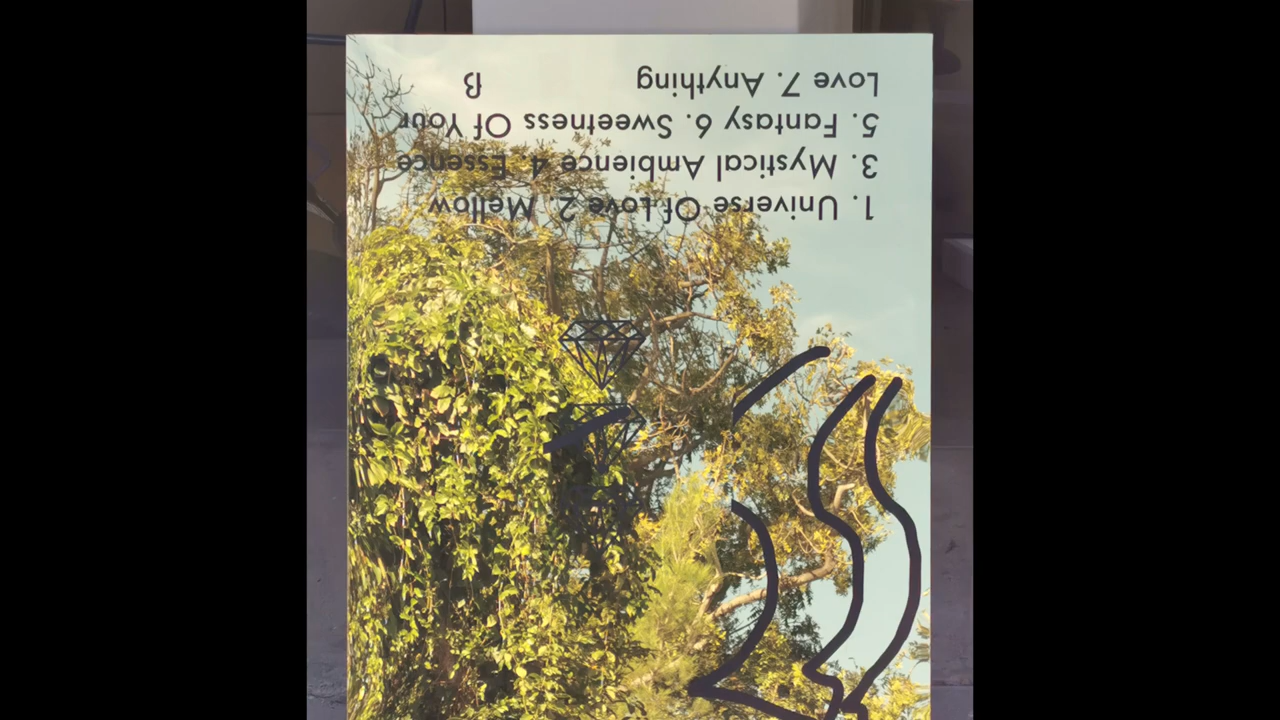 1. Universe Of Love 2. Mellow
3. Mystical Ambience 4. Essence
5. Fantasy 6. Sweetness Of Your
Love 7. Anything